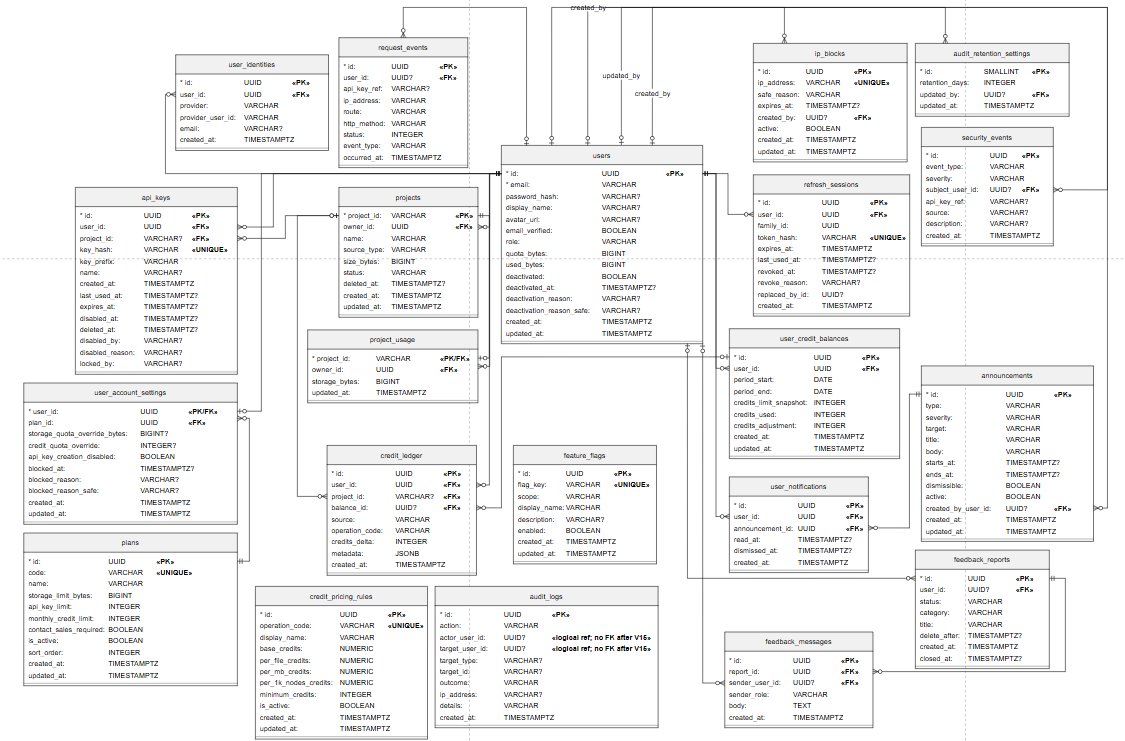 created_by
updated_by
created_by
user_identities
* id: UUID «PK»
user_id: UUID «FK»
provider: VARCHAR
provider_user_id: VARCHAR
email: VARCHAR?
created_at: TIMESTAMPTZ
request_events
* id: UUID «PK»
user_id: UUID? «FK»
api_key_ref: VARCHAR?
ip_address: VARCHAR
route: VARCHAR
http_method: VARCHAR
status: INTEGER
event_type: VARCHAR
occurred_at: TIMESTAMPTZ
ip_blocks
* id: UUID «PK»
ip_address: VARCHAR «UNIQUE»
safe_reason: VARCHAR
expires_at: TIMESTAMPTZ?
created_by: UUID? «FK»
active: BOOLEAN
created_at: TIMESTAMPTZ
updated_at: TIMESTAMPTZ
audit_retention_settings
* id: SMALLINT «PK»
retention_days: INTEGER
updated_by: UUID? «FK»
updated_at: TIMESTAMPTZ
security_events
* id: UUID «PK»
event_type: VARCHAR
severity: VARCHAR
subject_user_id: UUID? «FK»
api_key_ref: VARCHAR?
source: VARCHAR
description: VARCHAR?
created_at: TIMESTAMPTZ
users
* id: UUID «PK»
* email: VARCHAR
password_hash: VARCHAR?
display_name: VARCHAR?
avatar_url: VARCHAR?
email_verified: BOOLEAN
role: VARCHAR
quota_bytes: BIGINT
used_bytes: BIGINT
deactivated: BOOLEAN
deactivated_at: TIMESTAMPTZ?
deactivation_reason: VARCHAR?
deactivation_reason_safe: VARCHAR?
created_at: TIMESTAMPTZ
updated_at: TIMESTAMPTZ
refresh_sessions
* id: UUID «PK»
user_id: UUID «FK»
family_id: UUID
token_hash: VARCHAR «UNIQUE»
expires_at: TIMESTAMPTZ
last_used_at: TIMESTAMPTZ?
revoked_at: TIMESTAMPTZ?
revoke_reason: VARCHAR?
replaced_by_id: UUID?
created_at: TIMESTAMPTZ
api_keys
* id: UUID «PK»
user_id: UUID «FK»
project_id: VARCHAR? «FK»
key_hash: VARCHAR «UNIQUE»
key_prefix: VARCHAR
name: VARCHAR?
created_at: TIMESTAMPTZ
last_used_at: TIMESTAMPTZ?
expires_at: TIMESTAMPTZ?
disabled_at: TIMESTAMPTZ?
deleted_at: TIMESTAMPTZ?
disabled_by: VARCHAR?
disabled_reason: VARCHAR?
locked_by: VARCHAR?
projects
* project_id: VARCHAR «PK»
owner_id: UUID «FK»
name: VARCHAR
source_type: VARCHAR
size_bytes: BIGINT
status: VARCHAR
deleted_at: TIMESTAMPTZ?
created_at: TIMESTAMPTZ
updated_at: TIMESTAMPTZ
project_usage
* project_id: VARCHAR «PK/FK»
owner_id: UUID «FK»
storage_bytes: BIGINT
updated_at: TIMESTAMPTZ
user_credit_balances
* id: UUID «PK»
user_id: UUID «FK»
period_start: DATE
period_end: DATE
credits_limit_snapshot: INTEGER
credits_used: INTEGER
credits_adjustment: INTEGER
created_at: TIMESTAMPTZ
updated_at: TIMESTAMPTZ
announcements
* id: UUID «PK»
type: VARCHAR
severity: VARCHAR
target: VARCHAR
title: VARCHAR
body: VARCHAR
starts_at: TIMESTAMPTZ?
ends_at: TIMESTAMPTZ?
dismissible: BOOLEAN
active: BOOLEAN
created_by_user_id: UUID? «FK»
created_at: TIMESTAMPTZ
updated_at: TIMESTAMPTZ
user_account_settings
* user_id: UUID «PK/FK»
plan_id: UUID «FK»
storage_quota_override_bytes: BIGINT?
credit_quota_override: INTEGER?
api_key_creation_disabled: BOOLEAN
blocked_at: TIMESTAMPTZ?
blocked_reason: VARCHAR?
blocked_reason_safe: VARCHAR?
created_at: TIMESTAMPTZ
updated_at: TIMESTAMPTZ
credit_ledger
* id: UUID «PK»
user_id: UUID «FK»
project_id: VARCHAR? «FK»
balance_id: UUID? «FK»
source: VARCHAR
operation_code: VARCHAR
credits_delta: INTEGER
metadata: JSONB
created_at: TIMESTAMPTZ
feature_flags
* id: UUID «PK»
flag_key: VARCHAR «UNIQUE»
scope: VARCHAR
display_name: VARCHAR
description: VARCHAR?
enabled: BOOLEAN
created_at: TIMESTAMPTZ
updated_at: TIMESTAMPTZ
user_notifications
* id: UUID «PK»
user_id: UUID «FK»
announcement_id: UUID «FK»
read_at: TIMESTAMPTZ?
dismissed_at: TIMESTAMPTZ?
created_at: TIMESTAMPTZ
plans
* id: UUID «PK»
code: VARCHAR «UNIQUE»
name: VARCHAR
storage_limit_bytes: BIGINT
api_key_limit: INTEGER
monthly_credit_limit: INTEGER
contact_sales_required: BOOLEAN
is_active: BOOLEAN
sort_order: INTEGER
created_at: TIMESTAMPTZ
updated_at: TIMESTAMPTZ
feedback_reports
* id: UUID «PK»
user_id: UUID? «FK»
status: VARCHAR
category: VARCHAR
title: VARCHAR
delete_after: TIMESTAMPTZ?
created_at: TIMESTAMPTZ
closed_at: TIMESTAMPTZ?
credit_pricing_rules
* id: UUID «PK»
operation_code: VARCHAR «UNIQUE»
display_name: VARCHAR
base_credits: NUMERIC
per_file_credits: NUMERIC
per_mb_credits: NUMERIC
per_1k_nodes_credits: NUMERIC
minimum_credits: INTEGER
is_active: BOOLEAN
created_at: TIMESTAMPTZ
updated_at: TIMESTAMPTZ
audit_logs
* id: UUID «PK»
action: VARCHAR
actor_user_id: UUID? «logical ref; no FK after V15»
target_user_id: UUID? «logical ref; no FK after V15»
target_type: VARCHAR?
target_id: VARCHAR?
outcome: VARCHAR
ip_address: VARCHAR?
details: VARCHAR
created_at: TIMESTAMPTZ
feedback_messages
* id: UUID «PK»
report_id: UUID «FK»
sender_user_id: UUID? «FK»
sender_role: VARCHAR
body: TEXT
created_at: TIMESTAMPTZ